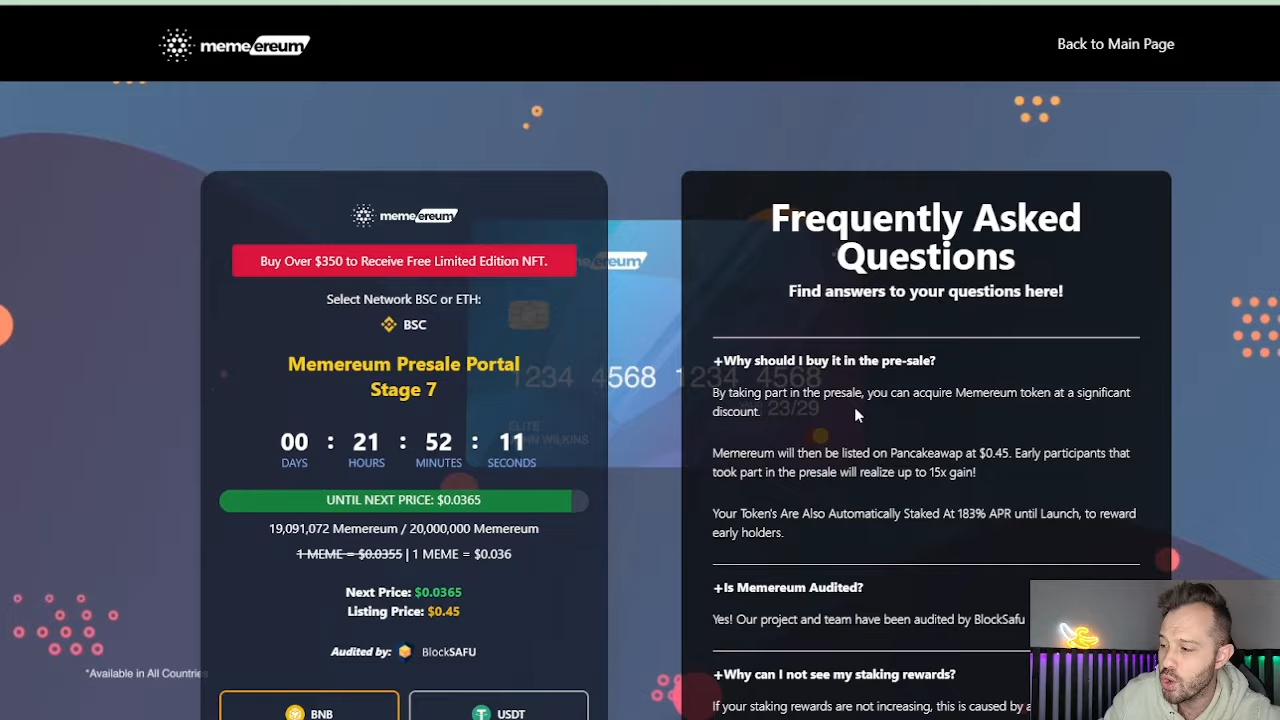 memeereum
Back to Main Page
memeereum
Buy Over $350 to Receive Free Limited Edition NFT.
Select Network BSC or ETH:
BSC
Memereum Presale Portal
Stage 7
00 : 21 : 52 : 11
DAYS HOURS MINUTES SECONDS
UNTIL NEXT PRICE: $0.0365
19,091,072 Memereum / 20,000,000 Memereum
1 MEME = $0.0355 | 1 MEME = $0.036
Next Price: $0.0365
Listing Price: $0.45
Audited by: BlockSAFU
BNB
USDT
*Available in All Countries
ereum
1234 4568 1234 4568
23/29
ELITE
WILKINS
Frequently Asked
Questions
Find answers to your questions here!
+Why should I buy it in the pre-sale?
By taking part in the presale, you can acquire Memereum token at a significant
discount.
Memereum will then be listed on Pancakeawap at $0.45. Early participants that
took part in the presale will realize up to 15x gain!
Your Token's Are Also Automatically Staked At 183% APR until Launch, to reward
early holders.
+Is Memereum Audited?
Yes! Our project and team have been audited by BlockSafu
+Why can I not see my staking rewards?
If your staking rewards are not increasing, this is caused by a